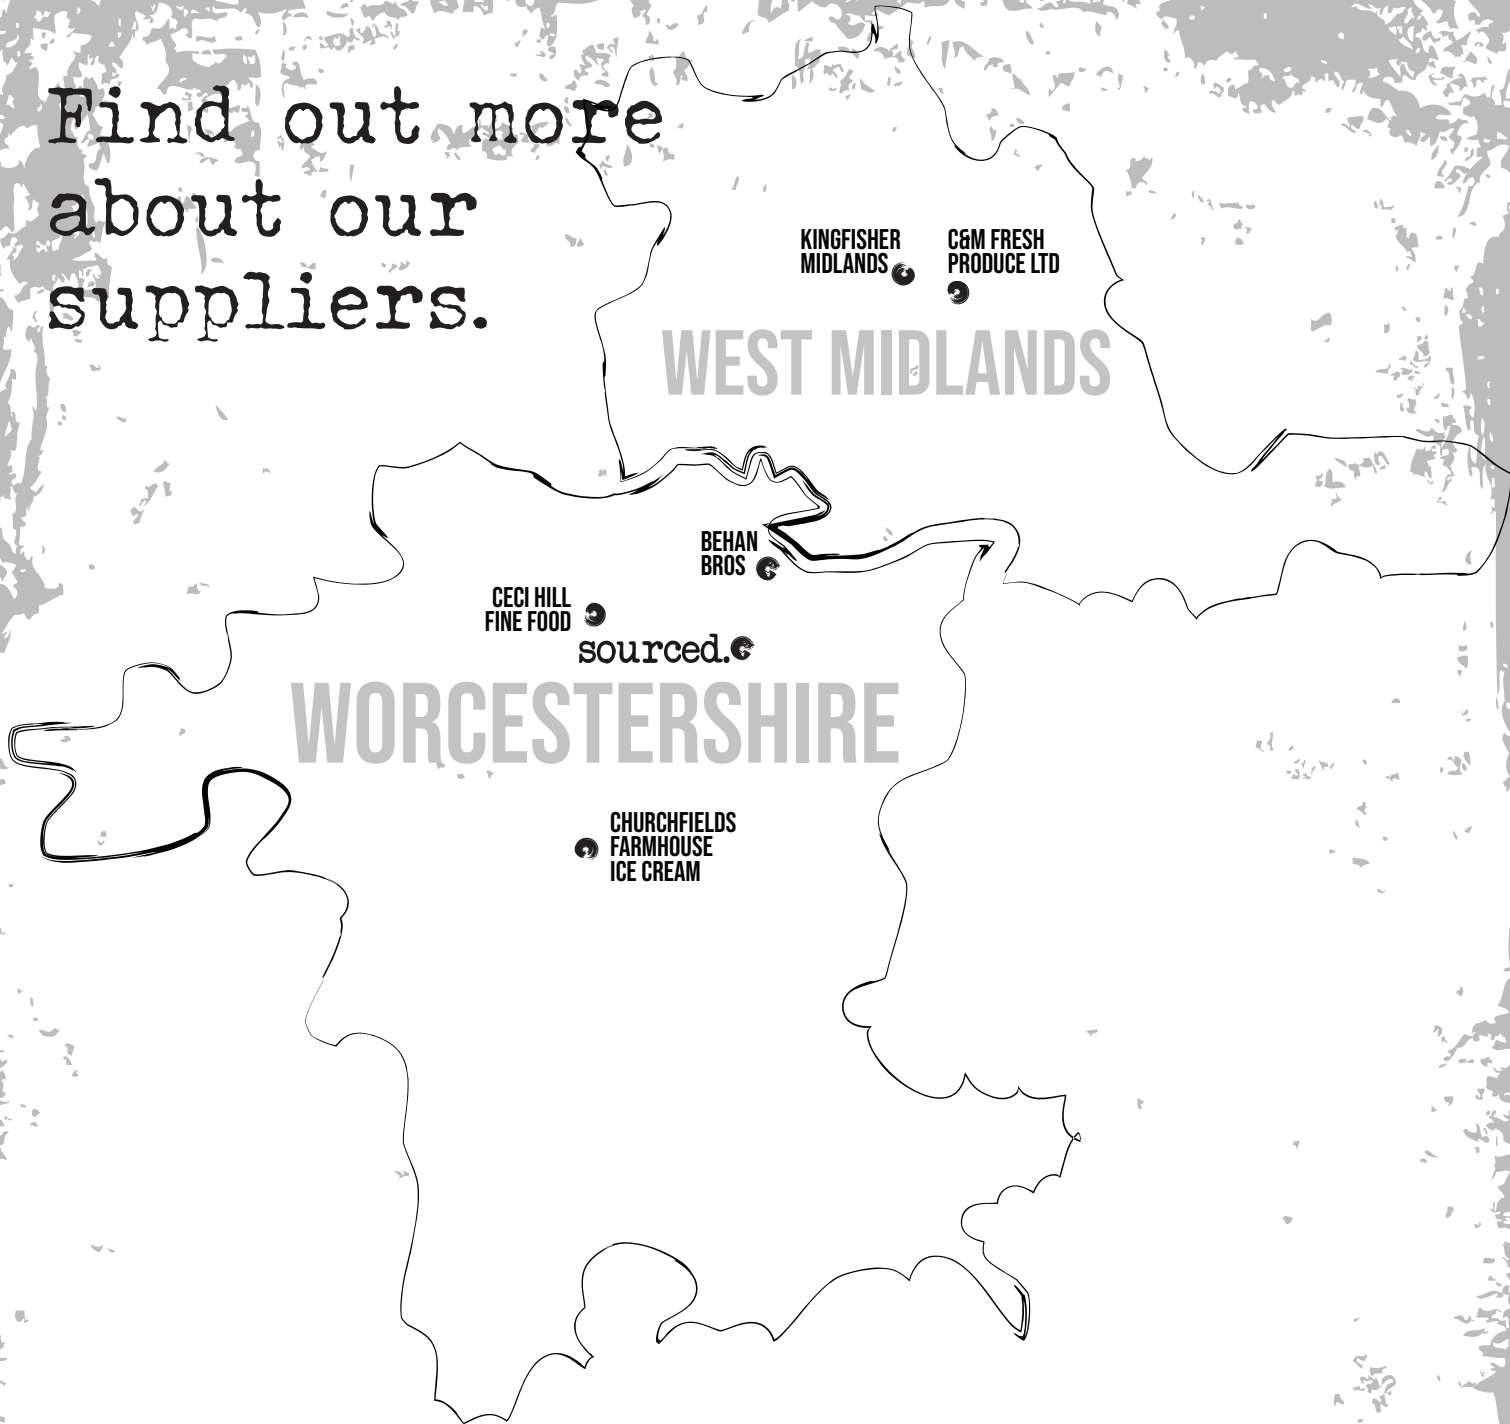 Find out more
about our
suppliers.
KINGFISHER
MIDLANDS
C&M FRESH
PRODUCE LTD
WEST MIDLANDS
BEHAN
BROS
CECI HILL
FINE FOOD
sourced.
WORCESTERSHIRE
CHURCHFIELDS
FARMHOUSE
ICE CREAM